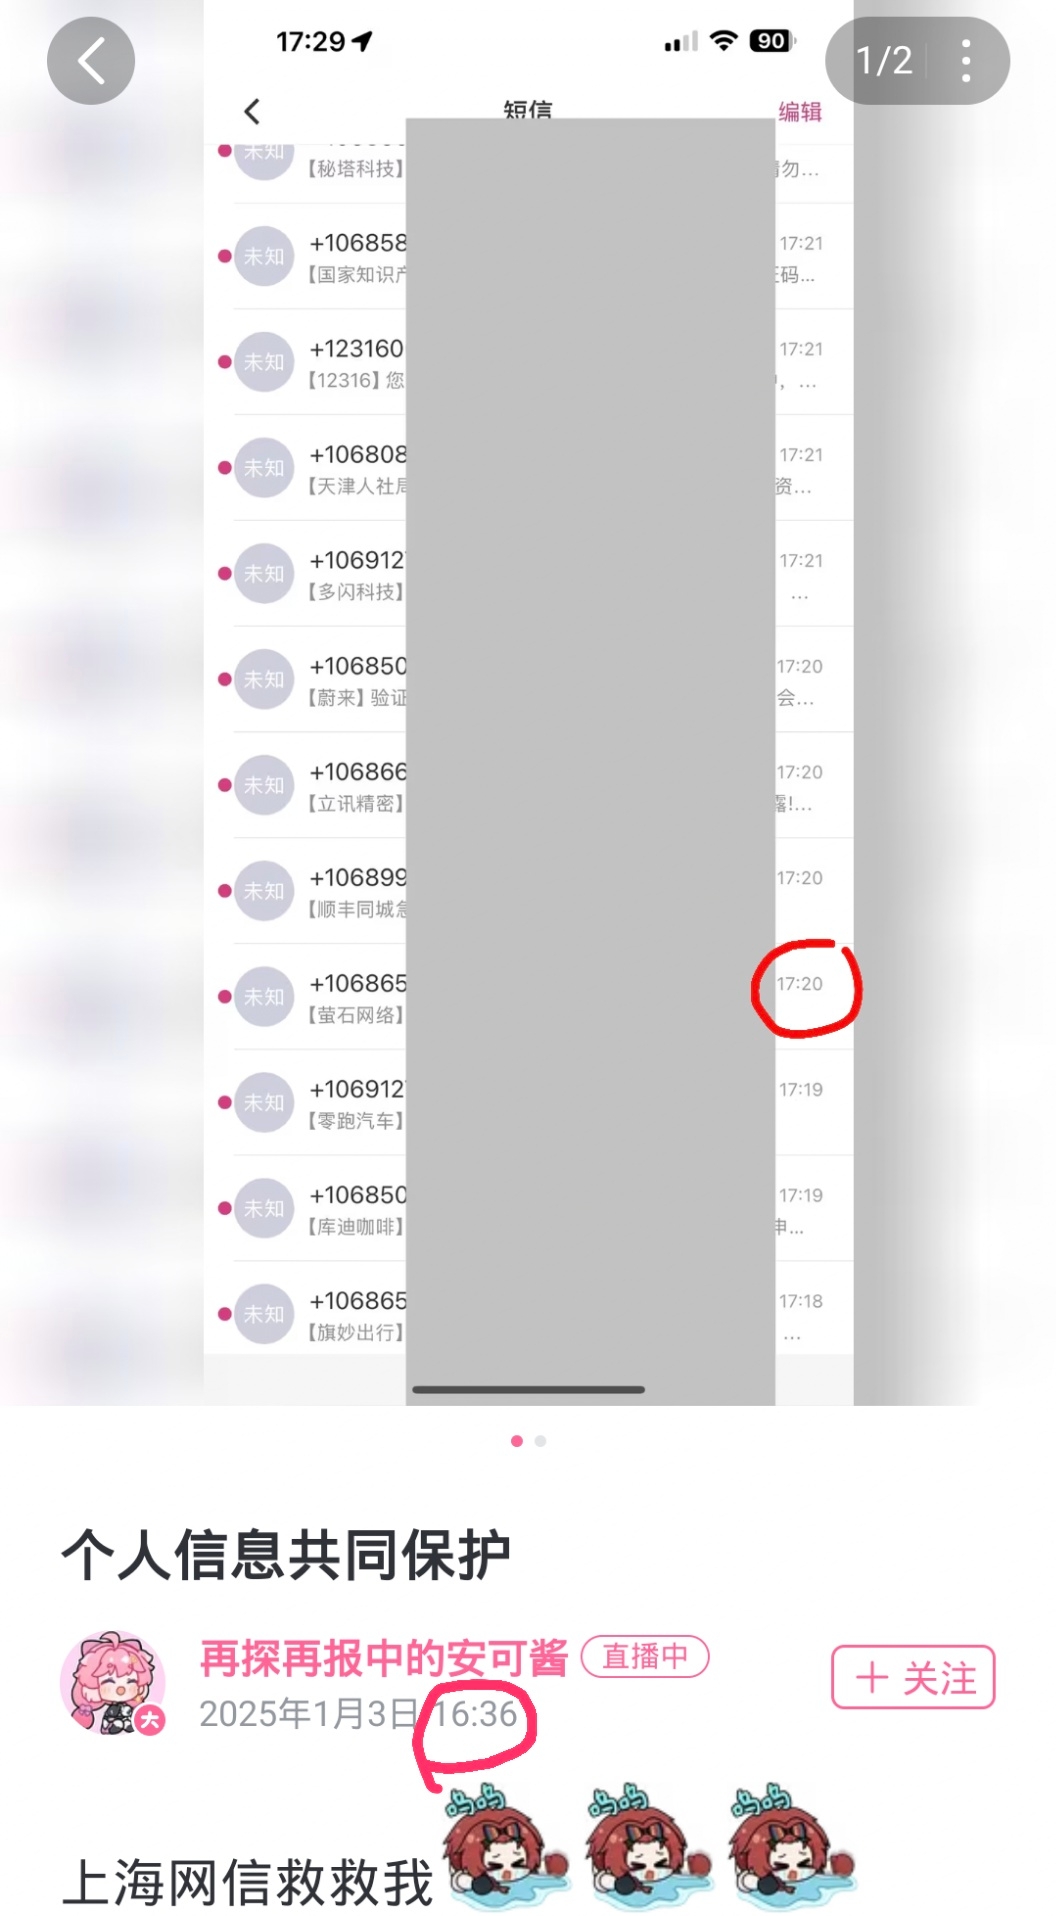 17:29
90
1/2
短信
编辑
未知
【秘塔科技】
请勿...
未知
+106858
17:21
【国家知识产
证码...
未知
+123160
17:21
【12316】您
, ...
未知
+106808
17:21
【天津人社局
资...
未知
+106912
17:21
【多闪科技】
...
未知
+106850
17:20
【蔚来】验证
会...
未知
+106866
17:20
【立讯精密】
露!...
未知
+106899
17:20
【顺丰同城急
未知
+106865
17:20
【萤石网络】
未知
+106912
17:19
【零跑汽车】
未知
+106850
17:19
【库迪咖啡】
申...
未知
+106865
17:18
【旗妙出行】
...
个人信息共同保护
再探再报中的安可酱
直播中
大
2025年1月3日 16:36
+ 关注
呜呜 呜呜 呜呜
上海网信救救我